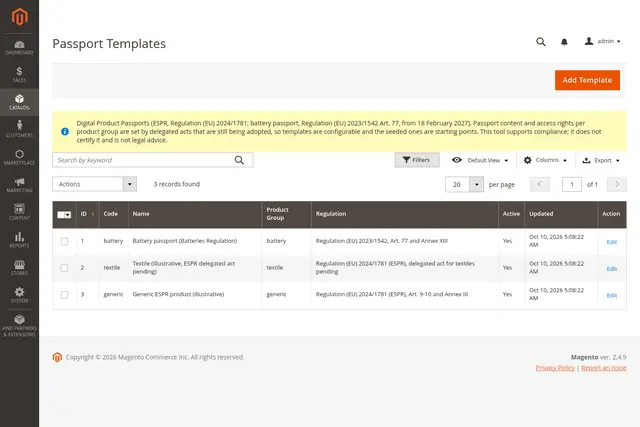 DASHBOARD
SALES
CATALOG
CUSTOMERS
MARKETPLACE
MARKETING
CONTENT
REPORTS
STORES
SYSTEM
FIND PARTNERS
& EXTENSIONS
Passport Templates
admin
Add Template
Digital Product Passports (ESPR, Regulation (EU) 2024/1781; battery passport, Regulation (EU) 2023/1542 Art. 77, from 18 February 2027). Passport content and access rights per
product group are set by delegated acts that are still being adopted, so templates are configurable and the seeded ones are starting points. This tool supports compliance; it does not
certify it and is not legal advice.
Search by keyword
Filters
Default View
Columns
Export
Actions
3 records found
20
per page
1
of 1
ID ↓ Code Name Product Group Regulation Active Updated Action
1 battery Battery passport (Batteries Regulation) battery Regulation (EU) 2023/1542, Art. 77 and Annex XIII Yes Oct 10, 2026 5:08:22 AM Edit
2 textile Textile (illustrative, ESPR delegated act pending) textile Regulation (EU) 2024/1781 (ESPR), delegated act for textiles pending Yes Oct 10, 2026 5:08:22 AM Edit
3 generic Generic ESPR product (illustrative) generic Regulation (EU) 2024/1781 (ESPR), Art. 9-10 and Annex III Yes Oct 10, 2026 5:08:22 AM Edit
Copyright © 2026 Magento Commerce Inc. All rights reserved.
Magento ver. 2.4.9
Privacy Policy | Report an Issue